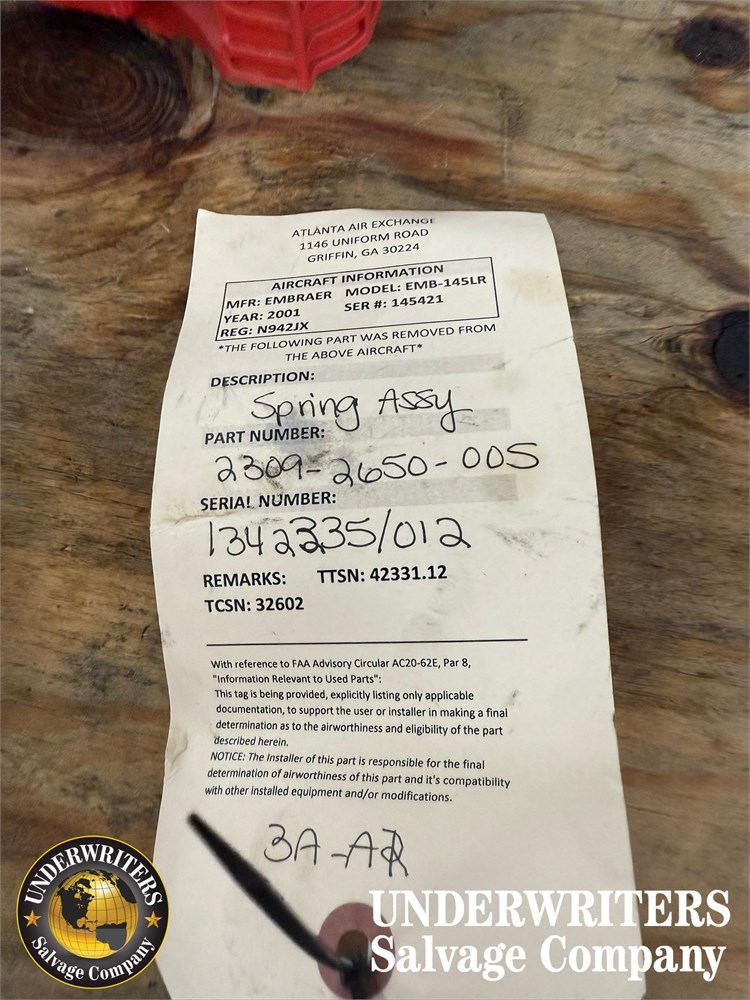 ATLANTA AIR EXCHANGE
1146 UNIFORM ROAD
GRIFFIN, GA 30224
AIRCRAFT INFORMATION
MFR: EMBRAER MODEL: EMB-145LR
YEAR: 2001 SER #: 145421
REG: N942JX
*THE FOLLOWING PART WAS REMOVED FROM
THE ABOVE AIRCRAFT*
DESCRIPTION:
Spring Assy
PART NUMBER:
2309-2650-005
SERIAL NUMBER:
1342335/012
REMARKS: TTSN: 42331.12
TCSN: 32602
With reference to FAA Advisory Circular AC20-62E, Par 8,
"Information Relevant to Used Parts":
This tag is being provided, explicitly listing only applicable
documentation, to support the user or installer in making a final
determination as to the airworthiness and eligibility of the part
described herein.
NOTICE: The Installer of this part is responsible for the final
determination of airworthiness of this part and it's compatibility
with other installed equipment and/or modifications.
3A-AR
UNDERWRITERS
Salvage Company
UNDERWRITERS
Salvage Company